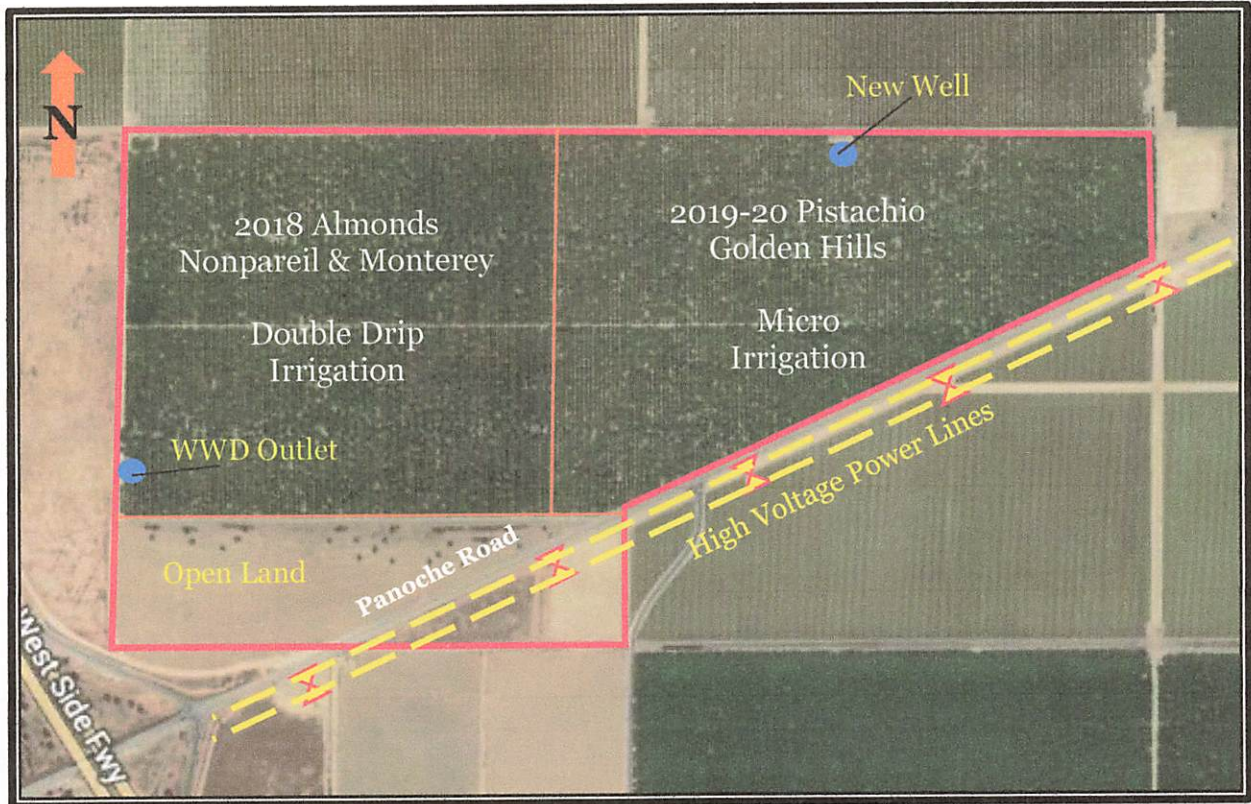 N
New Well
2018 Almonds
Nonpareil & Monterey
2019-20 Pistachio
Golden Hills
Double Drip
Irrigation
Micro
Irrigation
WWD Outlet
High Voltage Power Lines
Panoche Road
Open Land
West Side Fwy